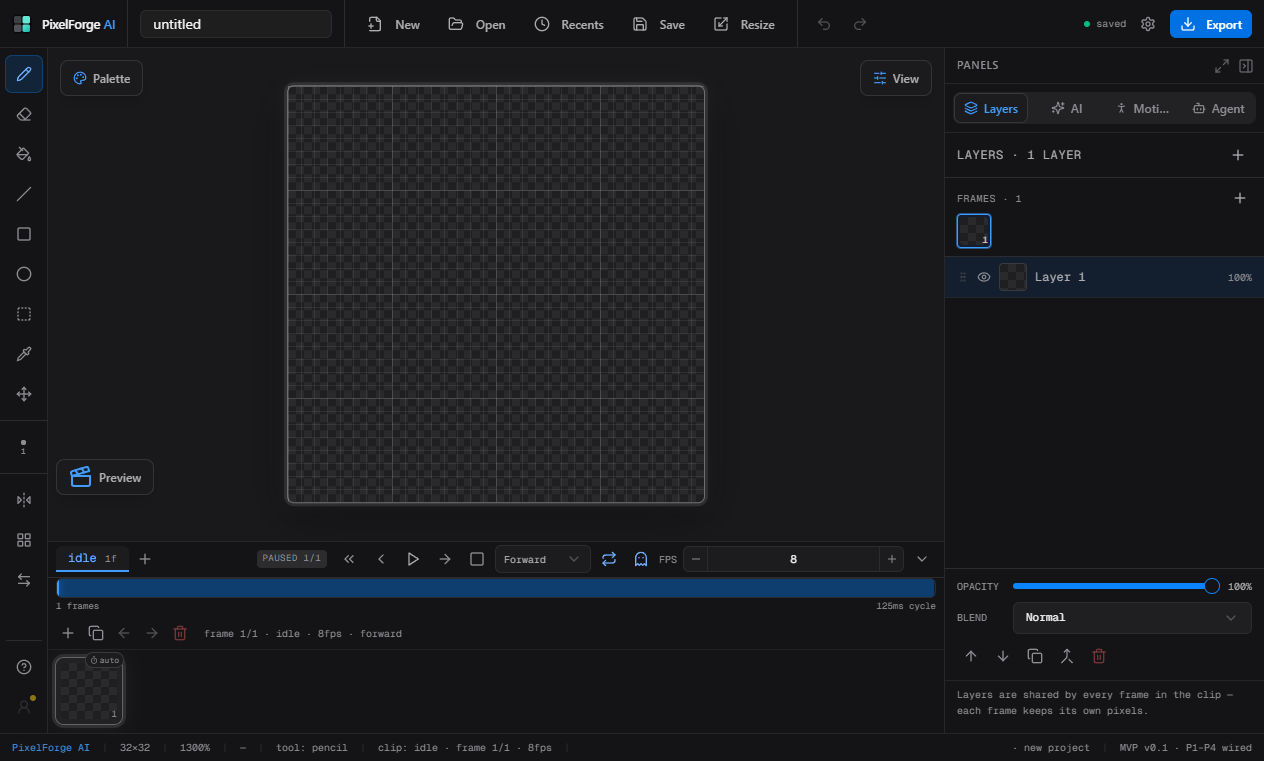 PixelForge AI
untitled
New
Open
Recents
Save
Resize
saved
Export
Palette
View
PANELS
Layers
AI
Moti...
Agent
LAYERS · 1 LAYER
FRAMES · 1
1
Layer 1
100%
1
Preview
idle 1f
PAUSED 1/1
Forward
FPS
8
1 frames
125ms cycle
frame 1/1 · idle · 8fps · forward
auto
1
OPACITY
100%
BLEND
Normal
Layers are shared by every frame in the clip —
each frame keeps its own pixels.
PixelForge AI
32×32
1300%
—
tool: pencil
clip: idle · frame 1/1 · 8fps
· new project
MVP v0.1 · P1–P4 wired